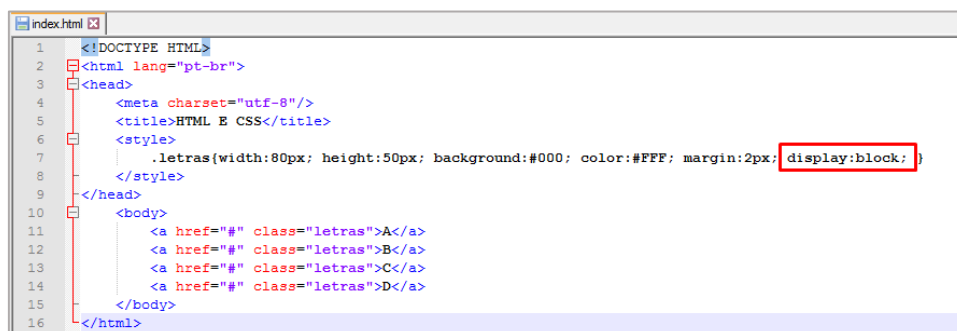 index.html
1 <!DOCTYPE HTML>
2 <html lang="pt-br">
3 <head>
4 <meta charset="utf-8"/>
5 <title>HTML E CSS</title>
6 <style>
7 .letras{width:80px; height:50px; background:#000; color:#FFF; margin:2px; display:block; }
8 </style>
9 </head>
10 <body>
11 <a href="#" class="letras">A</a>
12 <a href="#" class="letras">B</a>
13 <a href="#" class="letras">C</a>
14 <a href="#" class="letras">D</a>
15 </body>
16 </html>